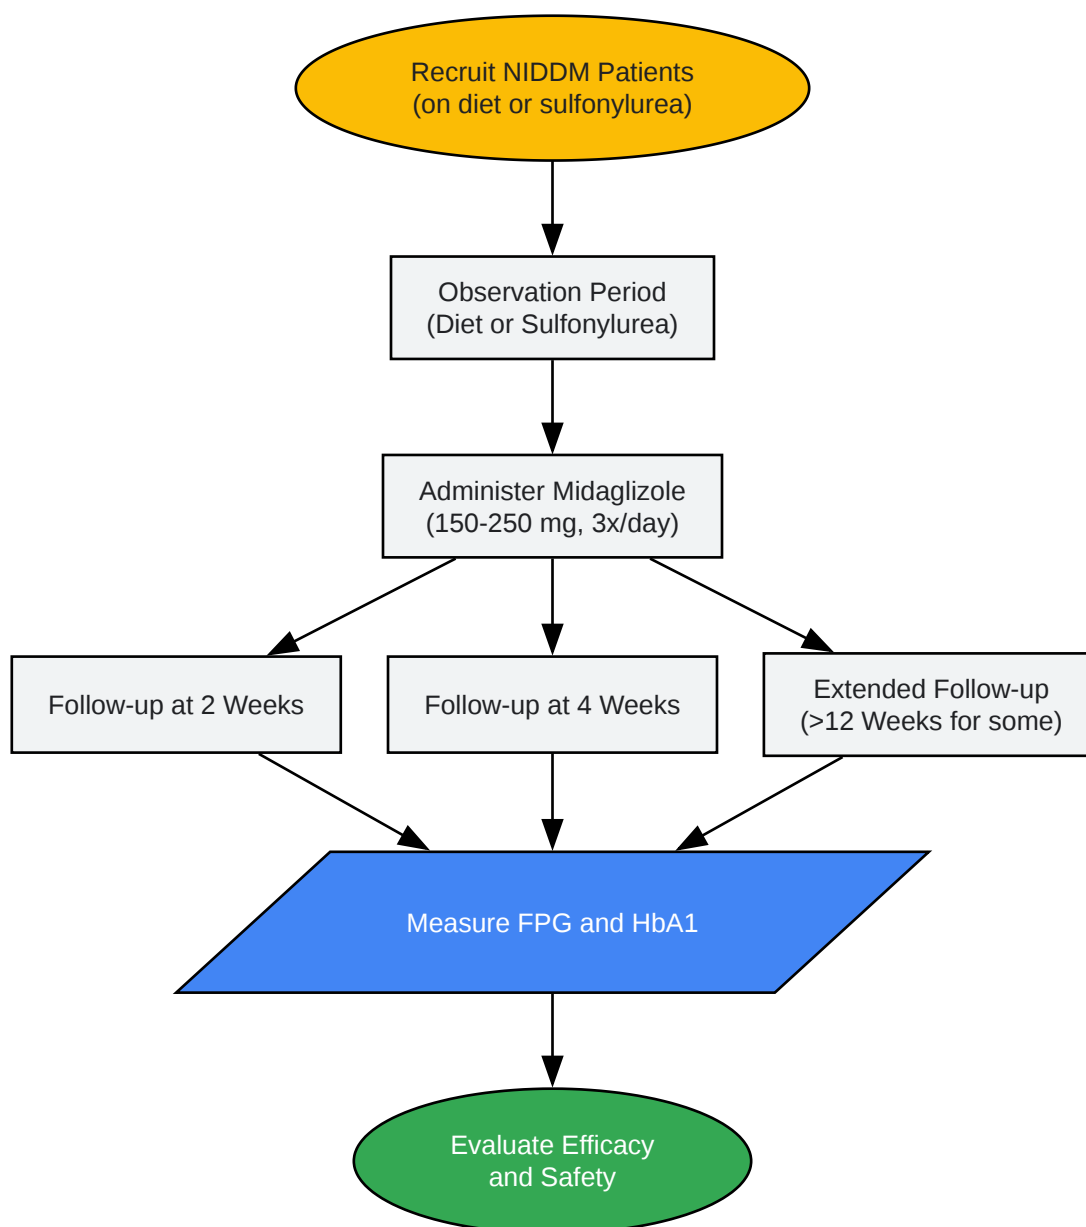 Recruit NIDDM Patients
(on diet or sulfonylurea)
Observation Period
(Diet or Sulfonylurea)
Administer Midaglizole
(150-250 mg, 3x/day)
Follow-up at 2 Weeks
Follow-up at 4 Weeks
Extended Follow-up
(>12 Weeks for some)
Measure FPG and HbA1
Evaluate Efficacy
and Safety